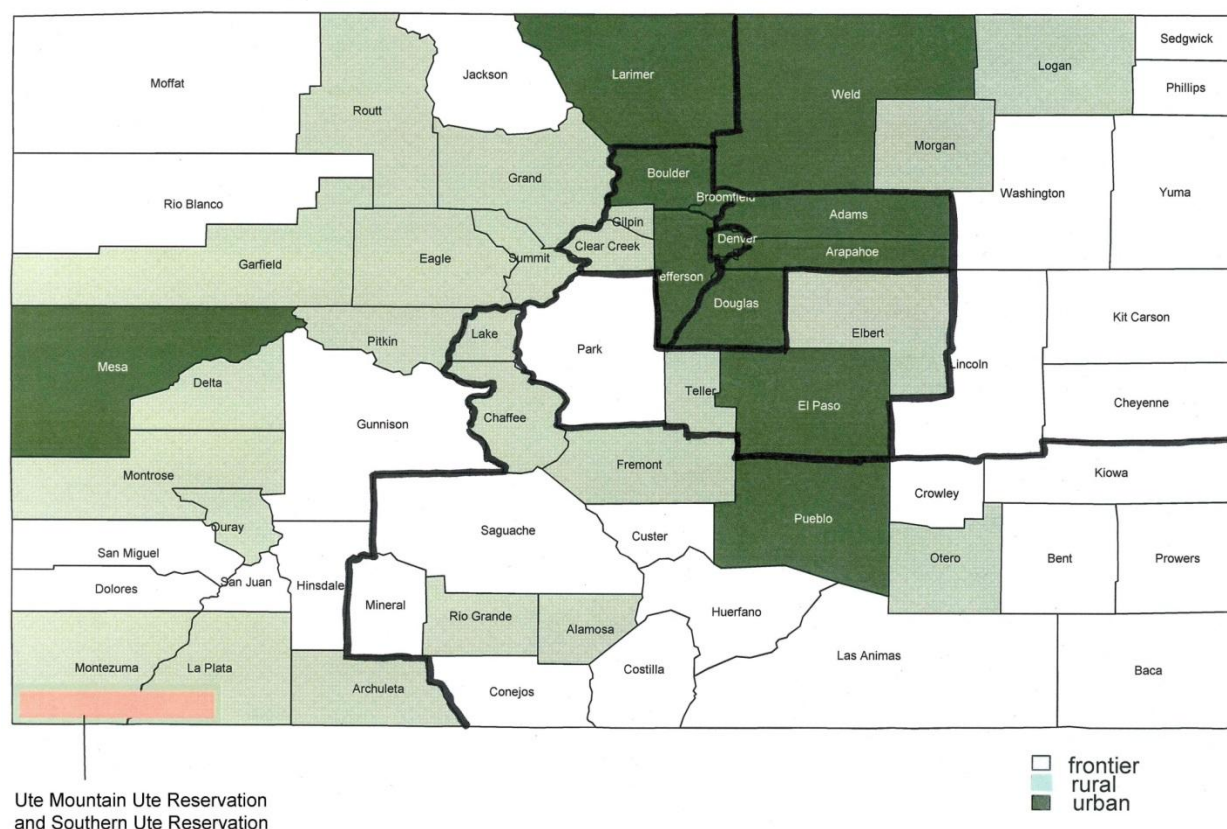 Sedgwick
Larimer
Logan
Jackson
Moffat
Phillips
Weld
Routt
Morgan
Boulder
Grand
Washington
Yuma
Broomfield
Rio Blanco
Adams
Gilpin
Denver
Clear Creek
Arapahoe
Eagle
Summit
Garfield
efferson
Douglas
Kit Carson
Lake
Elbert
Pitkin
Park
Mesa
Lincoln
Delta
Teller
Cheyenne
El Paso
Chaffee
Gunnison
Fremont
Montrose
Kiowa
Crowley
Pueblo
Ouray
Saguache
Custer
San Miguel
Otero
Bent
Prowers
San Juan
Hinsdale
Dolores
Mineral
Huerfano
Rio Grande
Alamosa
Las Animas
Montezuma
La Plata
Costilla
Baca
Archuleta
Conejos
frontier
rural
urban
Ute Mountain Ute Reservation
and Southern Ute Reservation